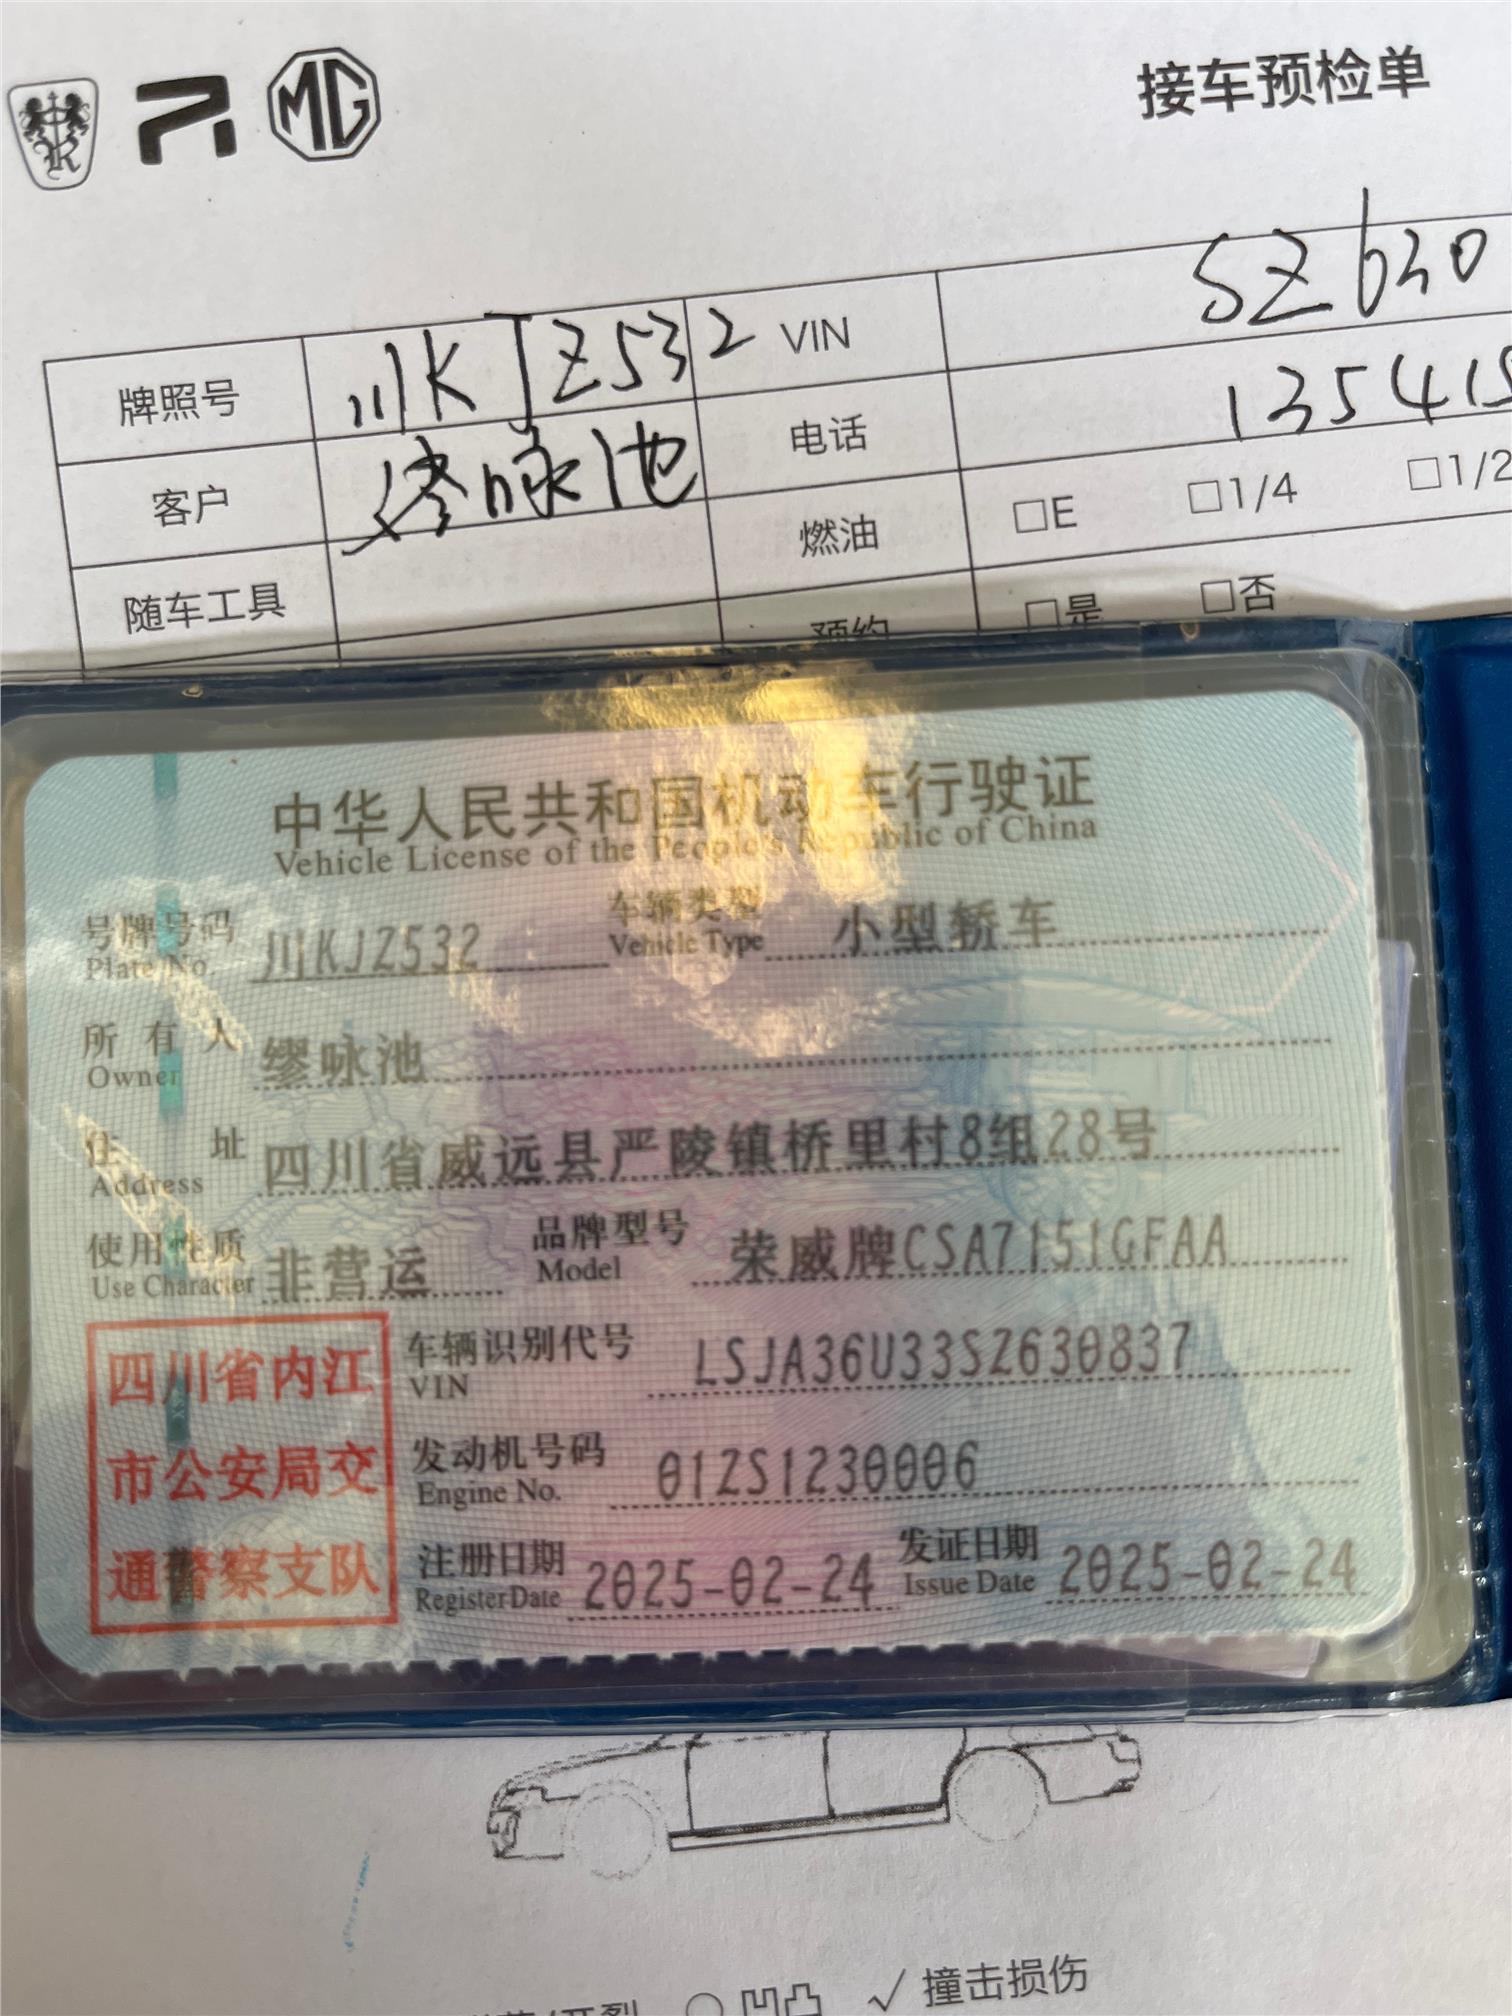 MG
接车预检单
牌照号 川KJZ532 VIN SZ630
客户 缪咏池 电话 135415
随车工具 燃油 □E □1/4 □1/2
预约 □是 □否
中华人民共和国机动车行驶证
Vehicle License of the People's Republic of China
号牌号码 川KJZ532 车辆类型 小型轿车
Plate No. Vehicle Type
所有人 缪咏池
Owner
住址 四川省威远县严陵镇桥里村8组28号
Address
使用性质 非营运 品牌型号 荣威牌CSA7151GFAA
Use Character Model
四川省内江
市公安局交
通警察支队
车辆识别代号 LSJA36U33SZ630837
VIN
发动机号码 01ZS1230006
Engine No.
注册日期 2025-02-24 发证日期 2025-02-24
Register Date Issue Date
○ 凹凸 √ 撞击损伤